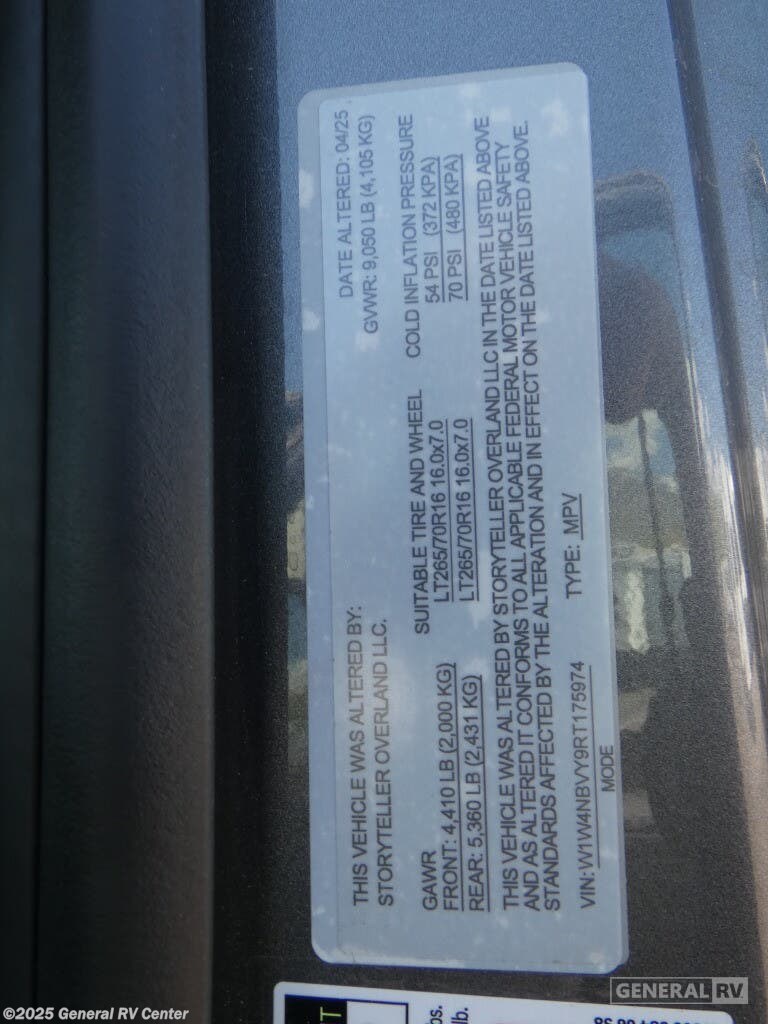 THIS VEHICLE WAS ALTERED BY: DATE ALTERED: 04/25
STORYTELLER OVERLAND LLC. GVWR: 9,050 LB (4,105 KG)
GAWR SUITABLE TIRE AND WHEEL COLD INFLATION PRESSURE
FRONT: 4,410 LB (2,000 KG) LT265/70R16 16.0x7.0 54 PSI (372 KPA)
REAR: 5,360 LB (2,431 KG) LT265/70R16 16.0x7.0 70 PSI (480 KPA)
THIS VEHICLE WAS ALTERED BY STORYTELLER OVERLAND LLC IN THE DATE LISTED ABOVE
AND AS ALTERED IT CONFORMS TO ALL APPLICABLE FEDERAL MOTOR VEHICLE SAFETY
STANDARDS AFFECTED BY THE ALTERATION AND IN EFFECT ON THE DATE LISTED ABOVE.
VIN: W1W4NBVY9RT175974 TYPE: MPV
MODE
lb.
GENERAL RV
©2025 General RV Center